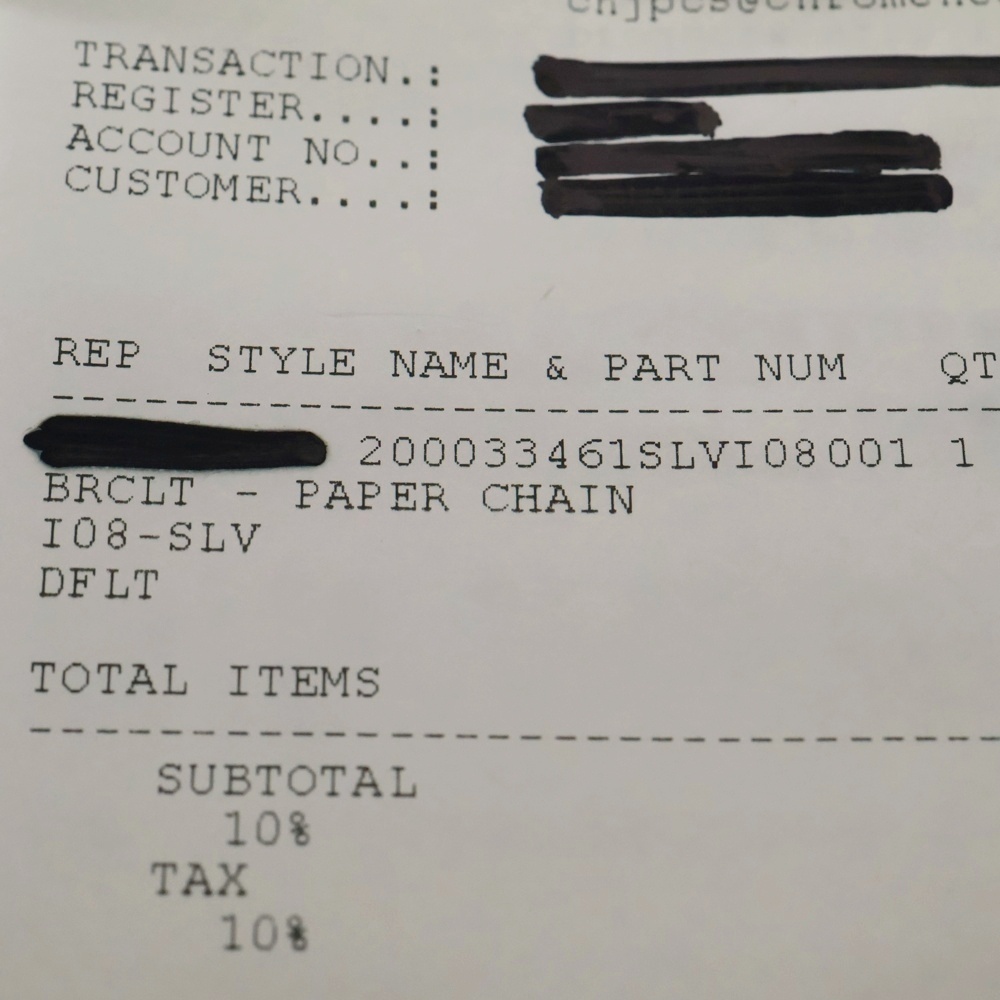 TRANSACTION.:
REGISTER....:
ACCOUNT NO..:
CUSTOMER....:
REP STYLE NAME & PART NUM QT
200033461SLVI08001 1
BRCLT - PAPER CHAIN
I08-SLV
DFLT
TOTAL ITEMS
SUBTOTAL
10%
TAX
10%